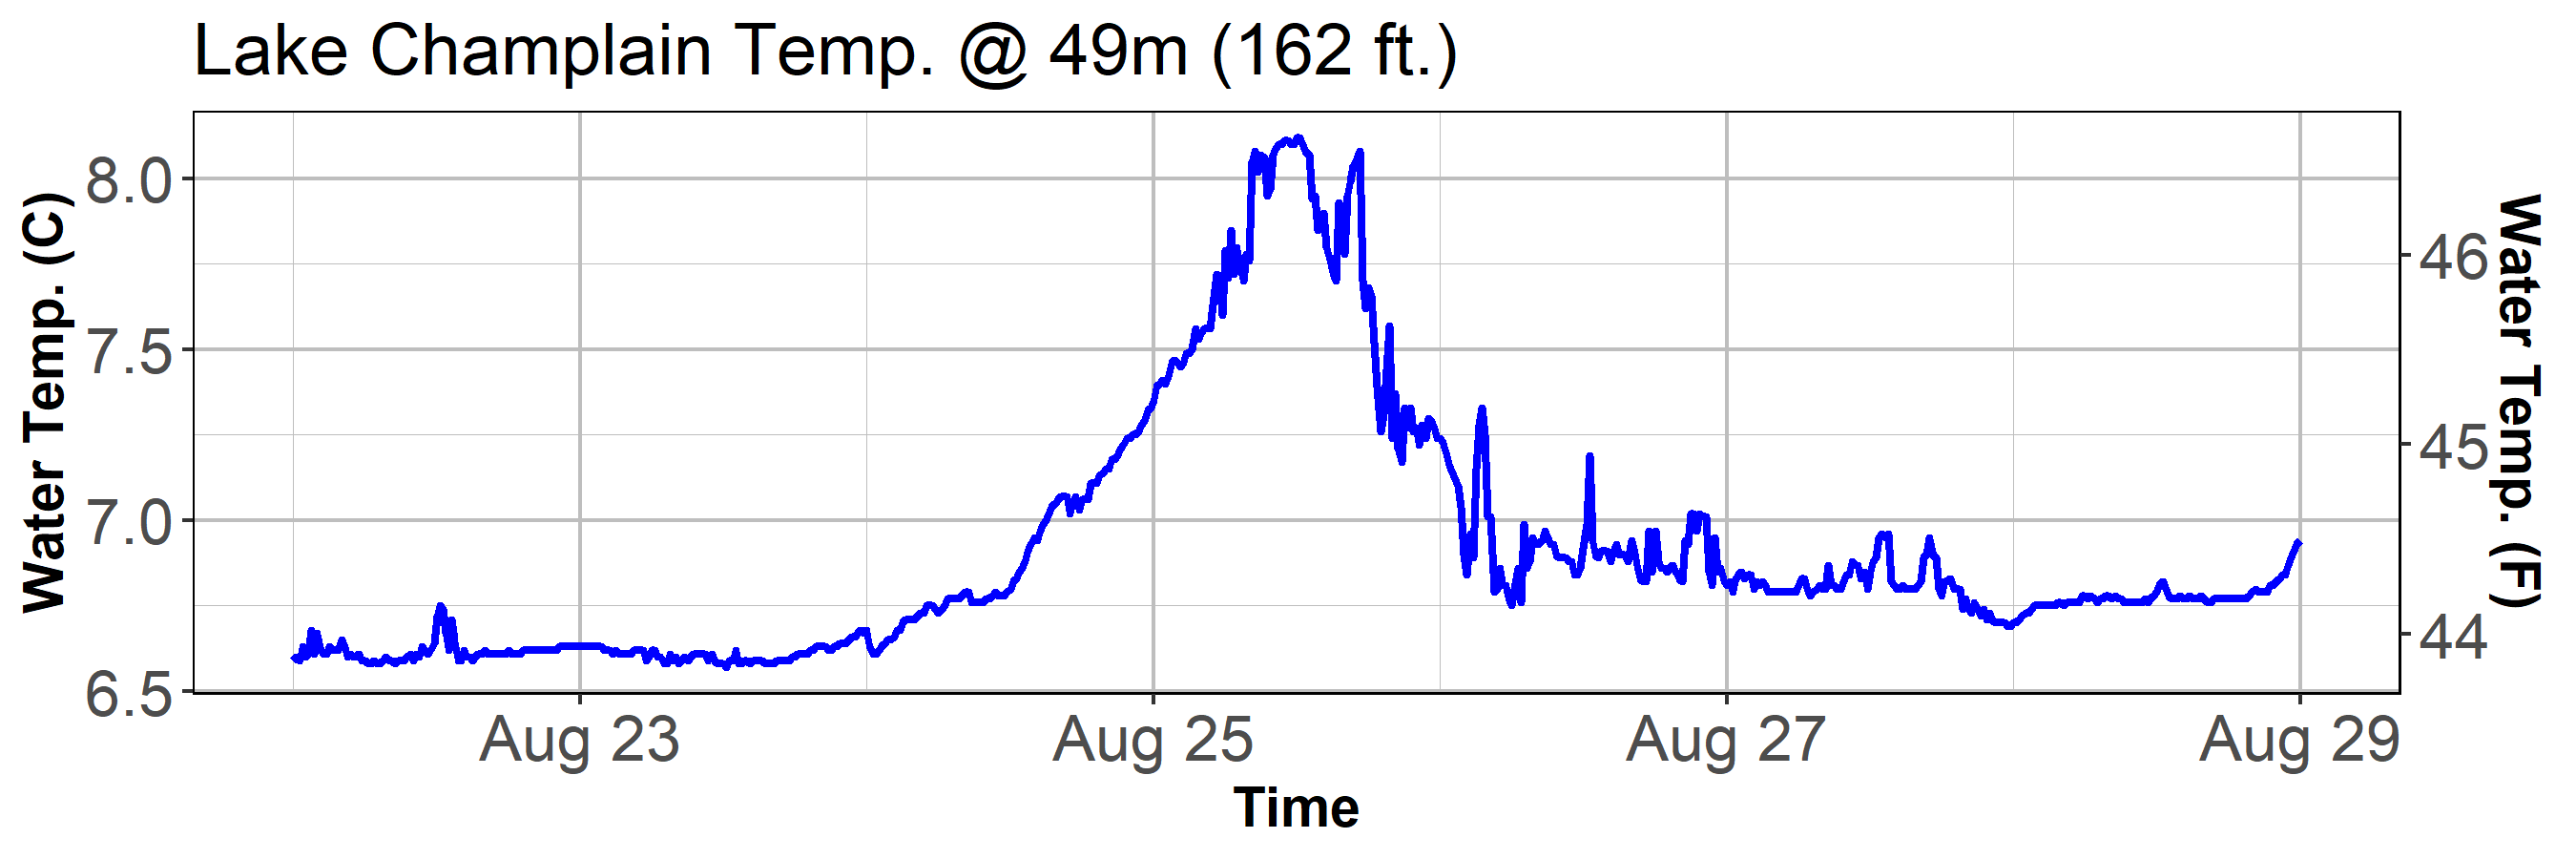 Lake Champlain Temp. @ 49m (162 ft.)
Water Temp. (C)
8.0
7.5
7.0
6.5
46
45
44
Water Temp. (F)
Aug 23 Aug 25 Aug 27 Aug 29
Time